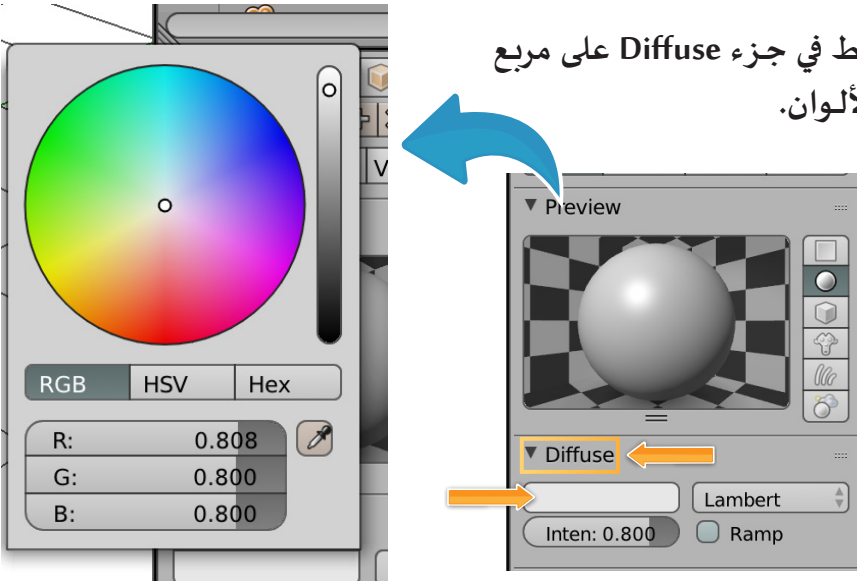 ط في جزء Diffuse على مربع
لألوان.
Preview
Diffuse
Lambert
Inten: 0.800
Ramp
RGB
HSV
Hex
R: 0.808
G: 0.800
B: 0.800
V